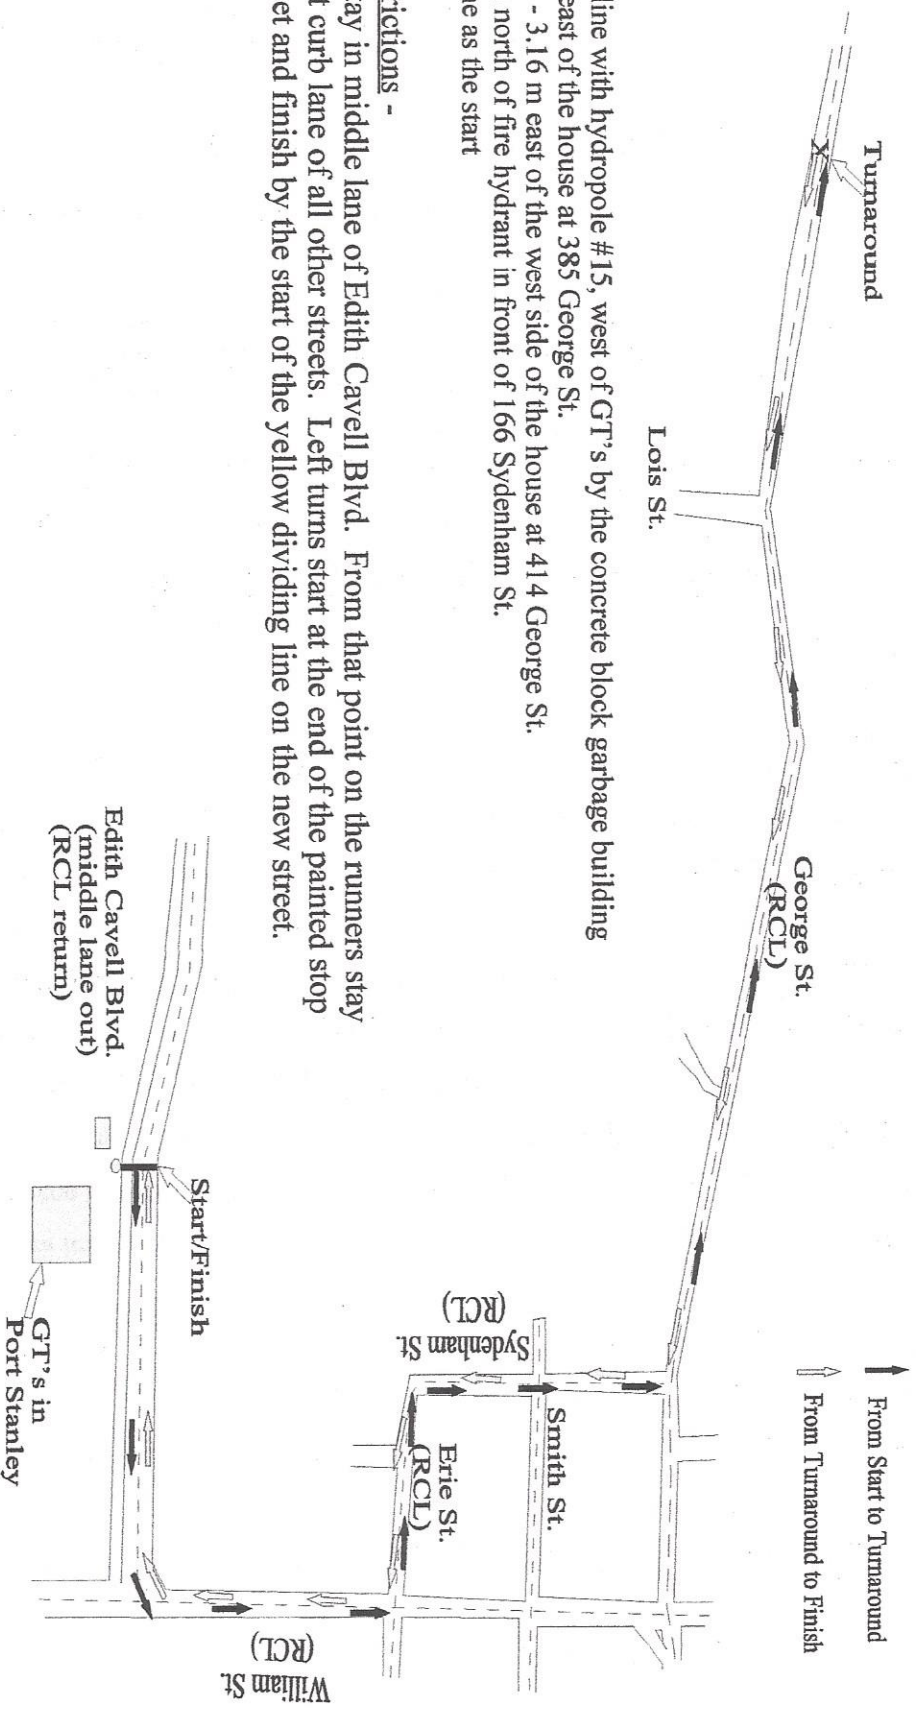 Turnaround
From Start to Turnaround
From Turnaround to Finish
George St.
(RCL)
Lois St.
line with hydropole #15, west of GT's by the concrete block garbage building
east of the house at 385 George St.
- 3.16 m east of the west side of the house at 414 George St.
north of fire hydrant in front of 166 Sydenham St.
as the start
Sydenham St.
(RCL)
Smith St.
Erie St.
(RCL)
William St.
(RCL)
-
in middle lane of Edith Cavell Blvd. From that point on the runners stay
curb lane of all other streets. Left turns start at the end of the painted stop
and finish by the start of the yellow dividing line on the new street.
Start/Finish
Edith Cavell Blvd.
(middle lane out)
(RCL return)
GT's in
Port Stanley
X